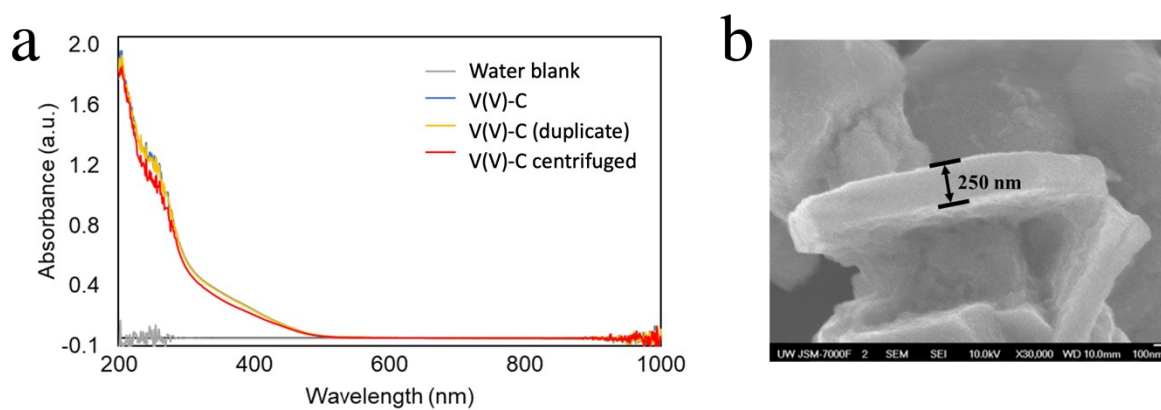 a
2.0
1.6
1.2
0.8
0.4
-0.1
Absorbance (a.u.)
200
400
600
800
1000
Wavelength (nm)
Water blank
V(V)-C
V(V)-C (duplicate)
V(V)-C centrifuged
b
250 nm
UW JSM-7000F 2 SEM SEI 10.0kV X30,000 WD 10.0mm 100nm